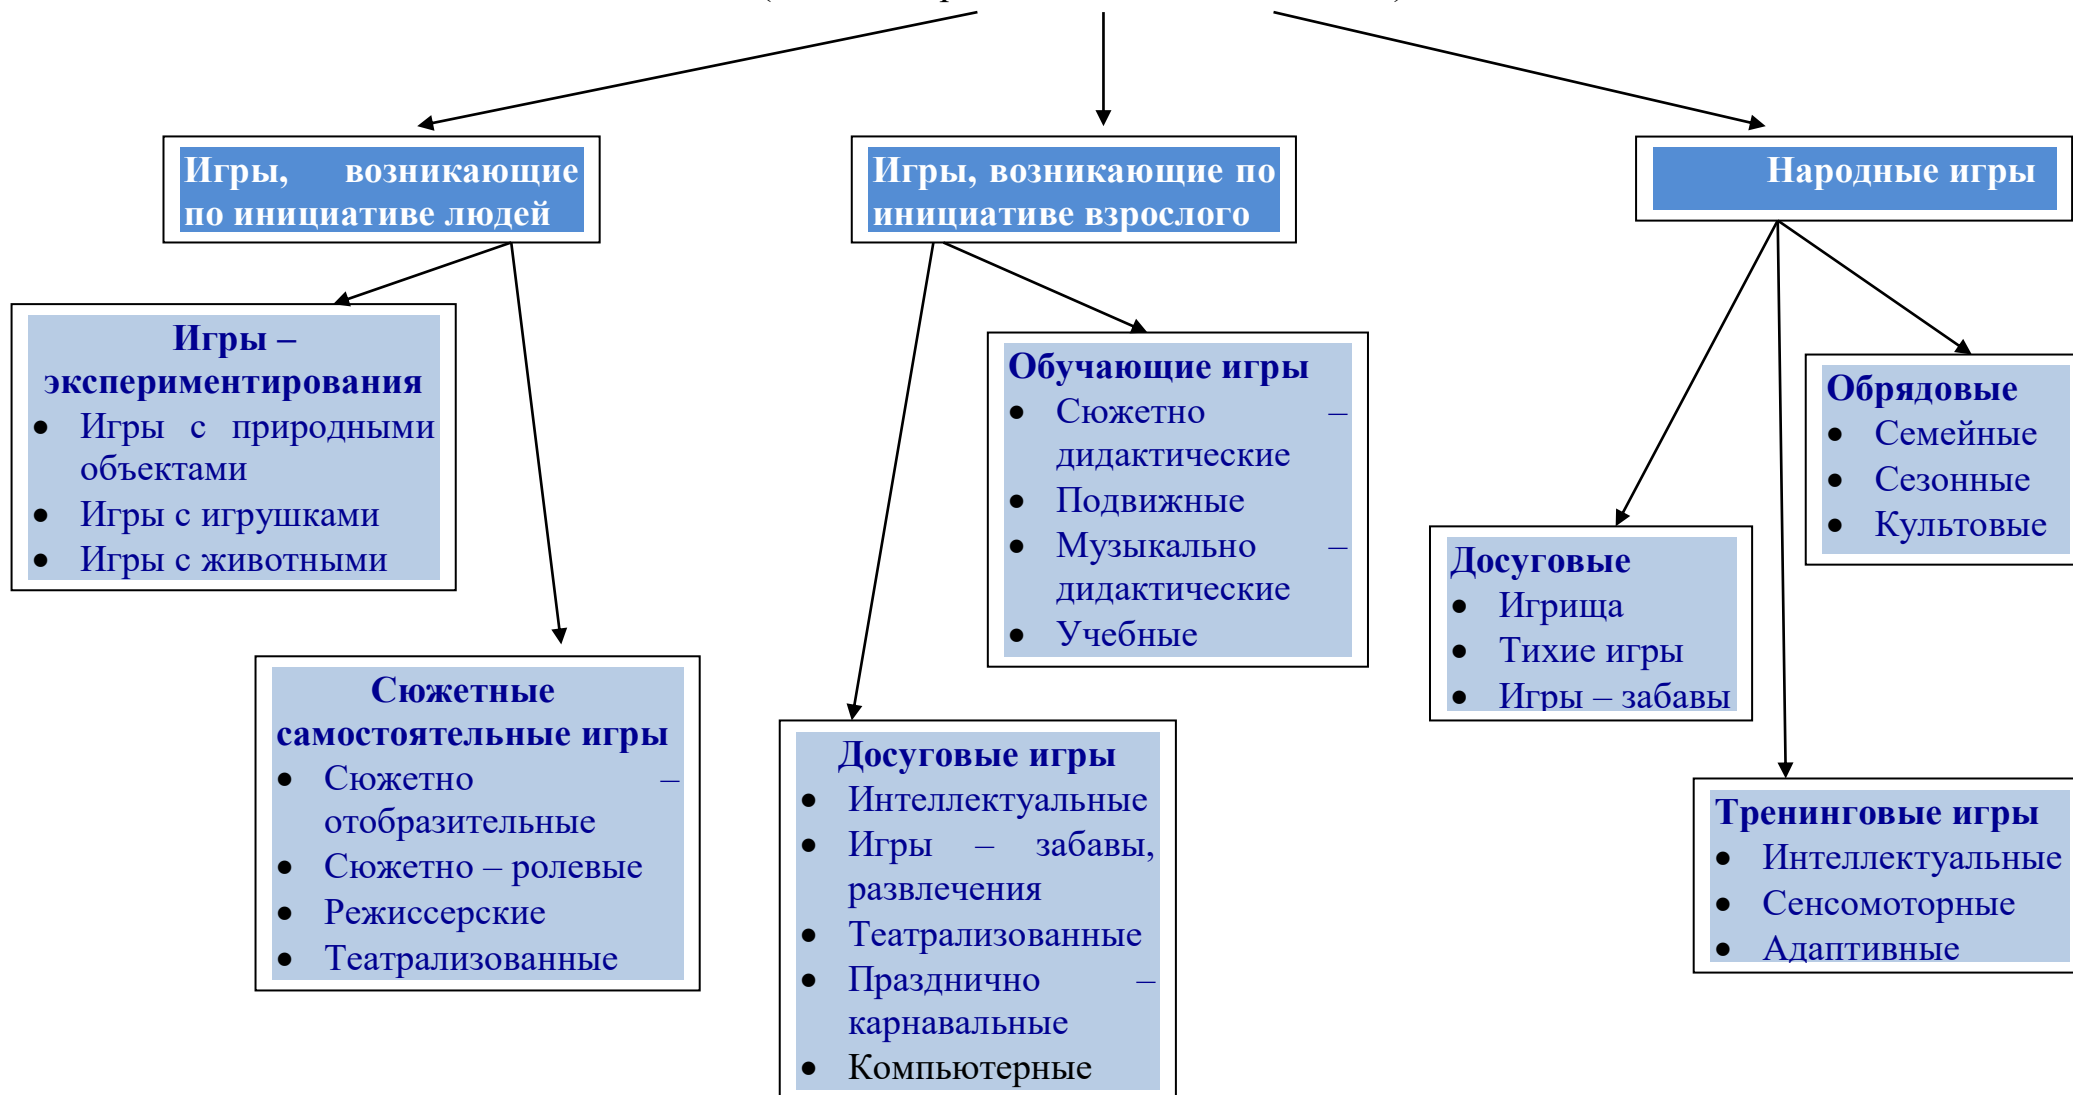 Игры, возникающие
по инициативе людей
Игры, возникающие по
инициативе взрослого
Народные игры
Игры –
экспериментирования
• Игры с природными
объектами
• Игры с игрушками
• Игры с животными
Сюжетные
самостоятельные игры
• Сюжетно –
отобразительные
• Сюжетно – ролевые
• Режиссерские
• Театрализованные
Обучающие игры
• Сюжетно –
дидактические
• Подвижные
• Музыкально –
дидактические
• Учебные
Досуговые игры
• Интеллектуальные
• Игры – забавы,
развлечения
• Театрализованные
• Празднично –
карнавальные
• Компьютерные
Обрядовые
• Семейные
• Сезонные
• Культовые
Досуговые
• Игрища
• Тихие игры
• Игры – забавы
Тренинговые игры
• Интеллектуальные
• Сенсомоторные
• Адаптивные